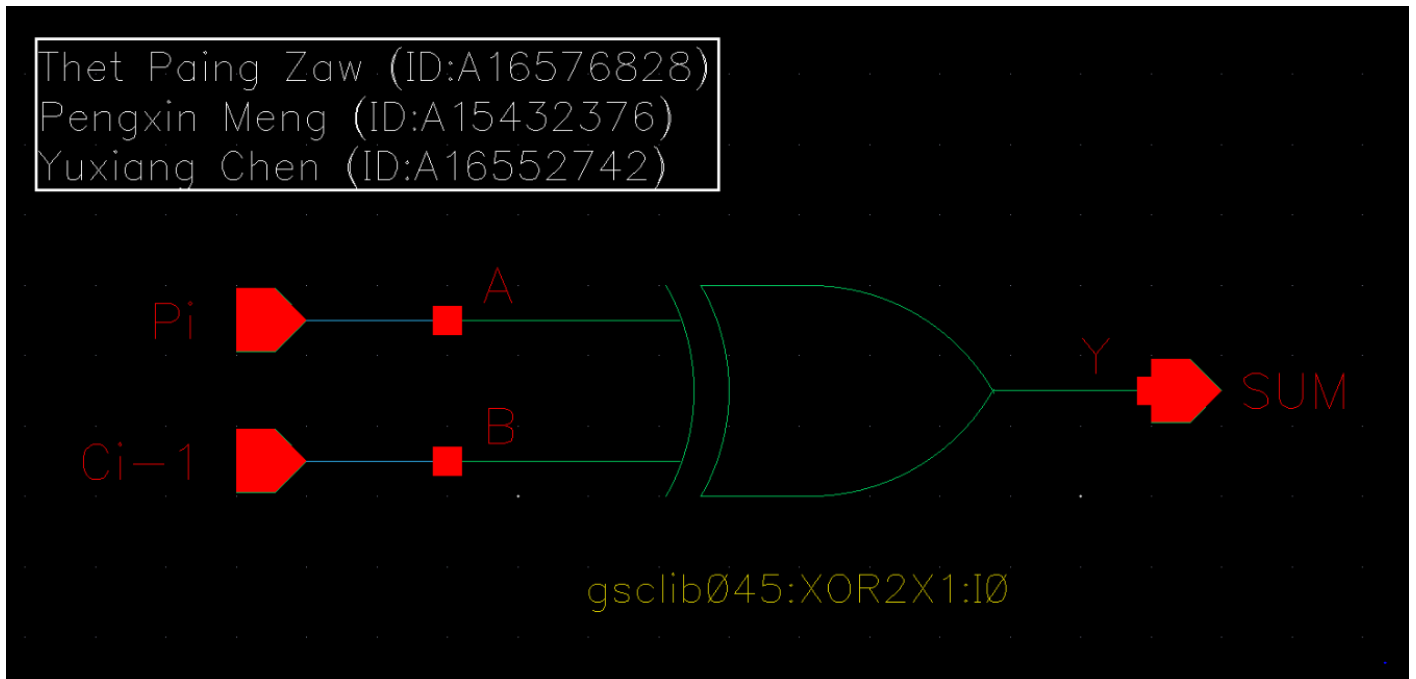 Thet Paing Zaw (ID:A16576828)
Pengxin Meng (ID:A15432376)
Yuxiang Chen (ID:A16552742)
A
Pi
Y
SUM
B
Ci-1
gsclib045:XOR2X1:I0